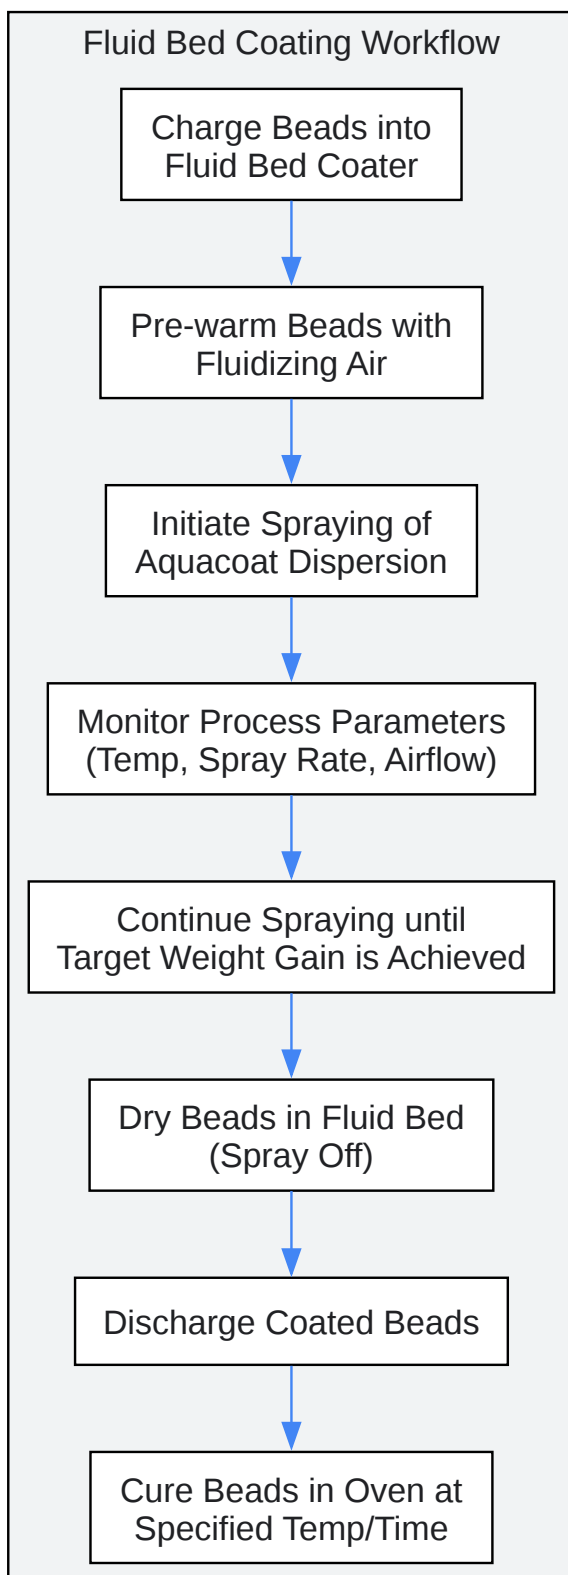 Fluid Bed Coating Workflow
Charge Beads into
Fluid Bed Coater
Pre-warm Beads with
Fluidizing Air
Initiate Spraying of
Aquacoat Dispersion
Monitor Process Parameters
(Temp, Spray Rate, Airflow)
Continue Spraying until
Target Weight Gain is Achieved
Dry Beads in Fluid Bed
(Spray Off)
Discharge Coated Beads
Cure Beads in Oven at
Specified Temp/Time